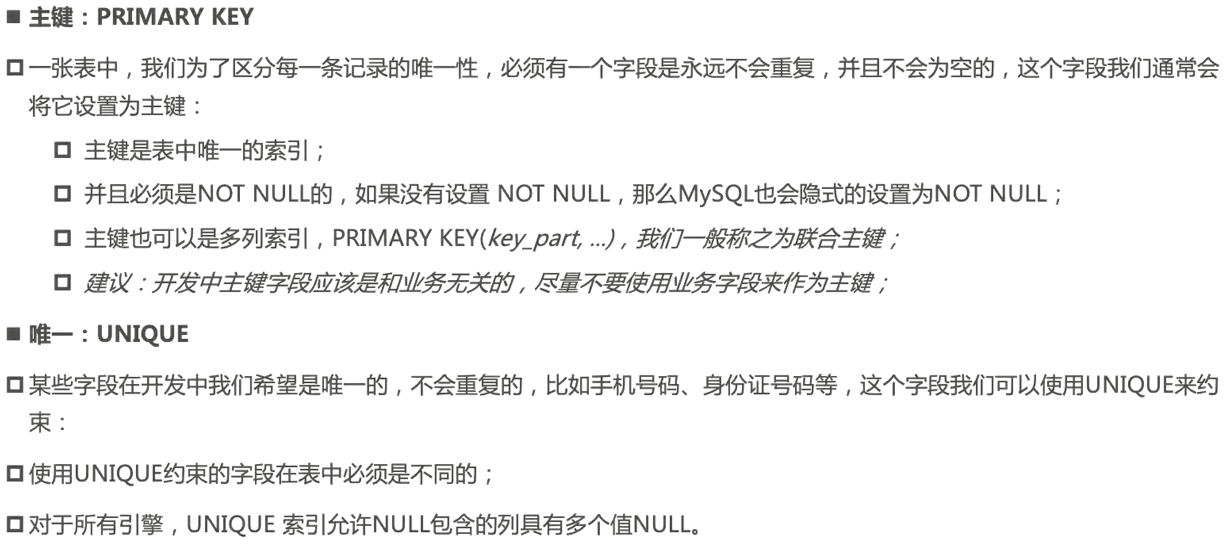 ■ 主键：PRIMARY KEY
□ 一张表中，我们为了区分每一条记录的唯一性，必须有一个字段是永远不会重复，并且不会为空的，这个字段我们通常会
将它设置为主键：
□ 主键是表中唯一的索引；
□ 并且必须是NOT NULL的，如果没有设置 NOT NULL，那么MySQL也会隐式的设置为NOT NULL；
□ 主键也可以是多列索引，PRIMARY KEY(key_part, ...)，我们一般称之为联合主键；
□ 建议：开发中主键字段应该是和业务无关的，尽量不要使用业务字段来作为主键；
■ 唯一：UNIQUE
□ 某些字段在开发中我们希望是唯一的，不会重复的，比如手机号码、身份证号码等，这个字段我们可以使用UNIQUE来约
束：
□ 使用UNIQUE约束的字段在表中必须是不同的；
□ 对于所有引擎，UNIQUE 索引允许NULL包含的列具有多个值NULL。